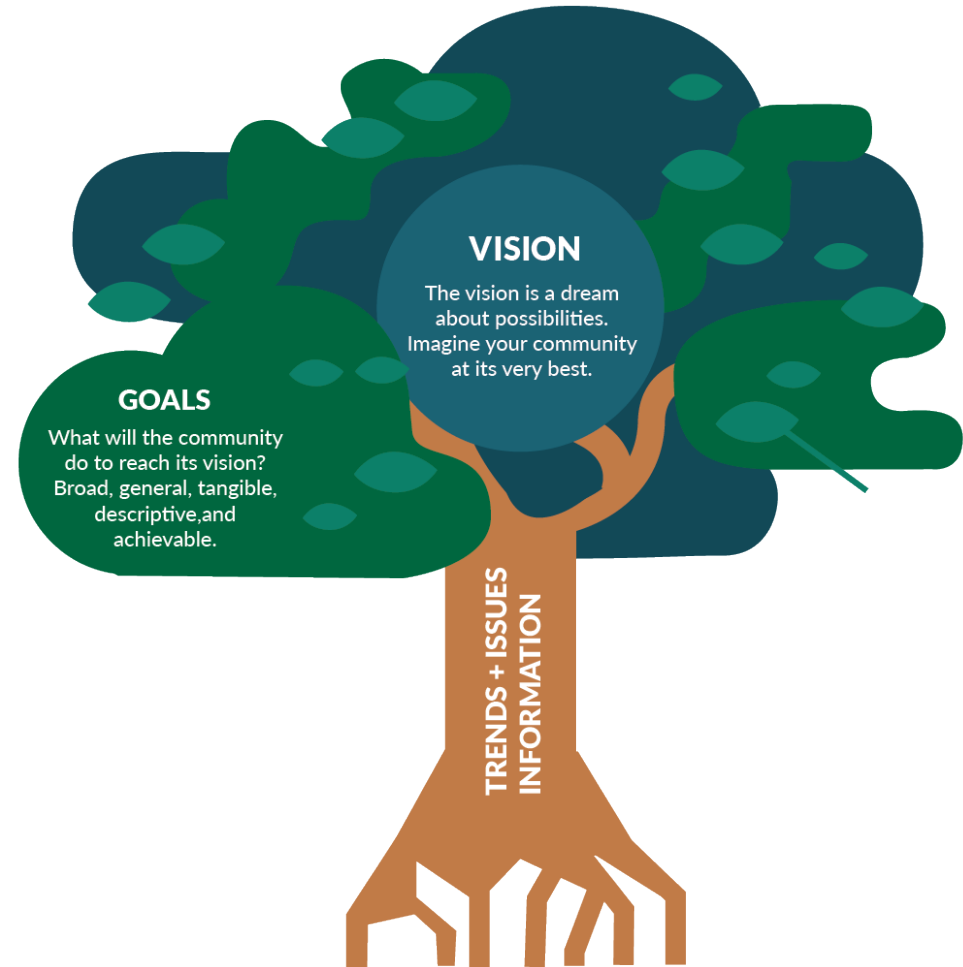 VISION
The vision is a dream
about possibilities.
Imagine your community
at its very best.
GOALS
What will the community
do to reach its vision?
Broad, general, tangible,
descriptive,and
achievable.
TRENDS + ISSUES
INFORMATION